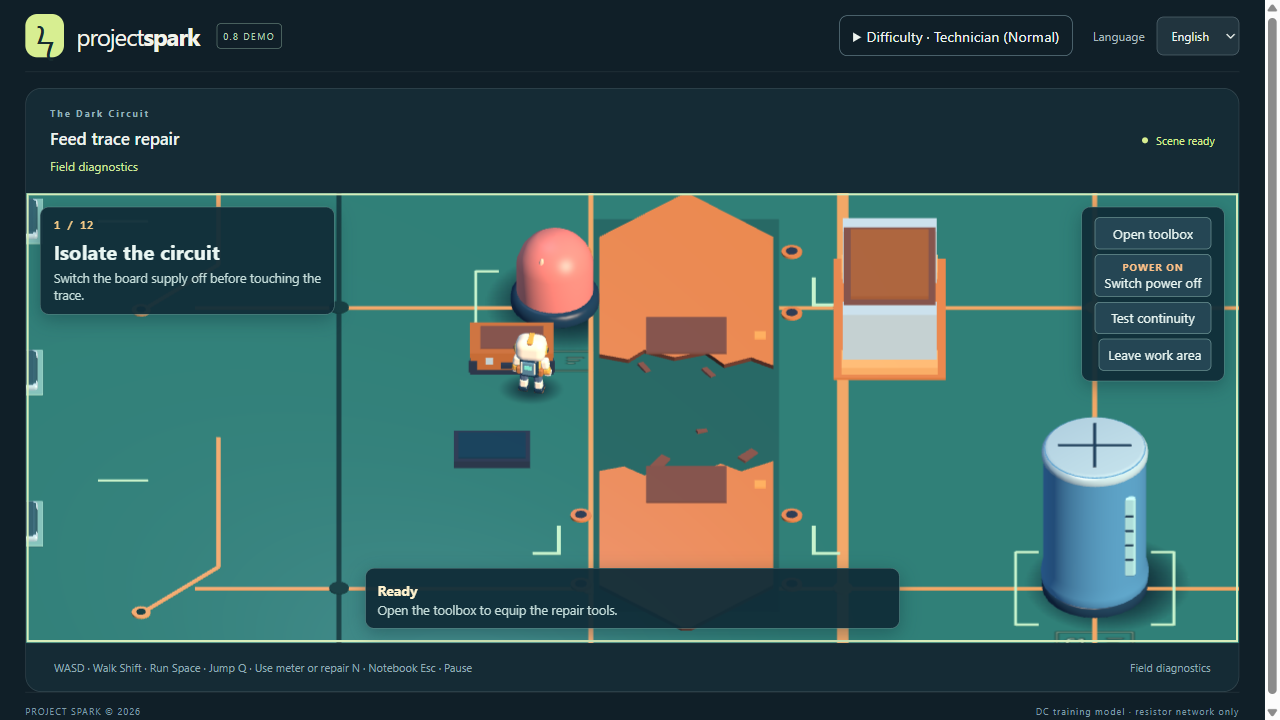 projectspark
0.8 DEMO
▶ Difficulty · Technician (Normal)
Language
English
The Dark Circuit
Feed trace repair
Field diagnostics
Scene ready
1 / 12
Isolate the circuit
Switch the board supply off before touching the
trace.
Open toolbox
POWER ON
Switch power off
Test continuity
Leave work area
Ready
Open the toolbox to equip the repair tools.
WASD · Walk Shift · Run Space · Jump Q · Use meter or repair N · Notebook Esc · Pause
Field diagnostics
PROJECT SPARK © 2026
DC training model · resistor network only